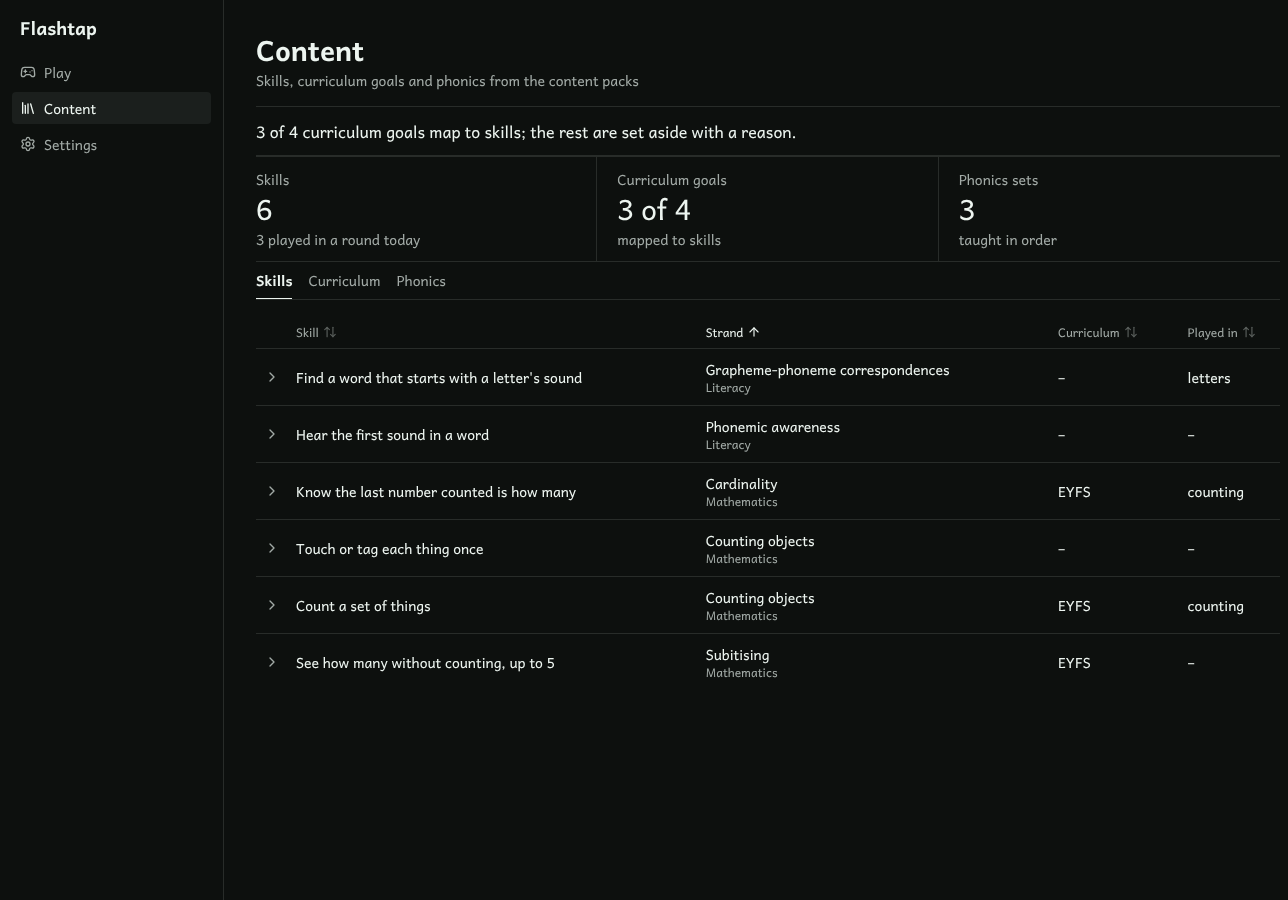 Flashtap
Play
Content
Settings
Content
Skills, curriculum goals and phonics from the content packs
3 of 4 curriculum goals map to skills; the rest are set aside with a reason.
Skills
6
3 played in a round today
Curriculum goals
3 of 4
mapped to skills
Phonics sets
3
taught in order
Skills Curriculum Phonics
Skill Strand Curriculum Played in
Find a word that starts with a letter's sound Grapheme-phoneme correspondences – letters
Literacy
Hear the first sound in a word Phonemic awareness – –
Literacy
Know the last number counted is how many Cardinality EYFS counting
Mathematics
Touch or tag each thing once Counting objects – –
Mathematics
Count a set of things Counting objects EYFS counting
Mathematics
See how many without counting, up to 5 Subitising EYFS –
Mathematics